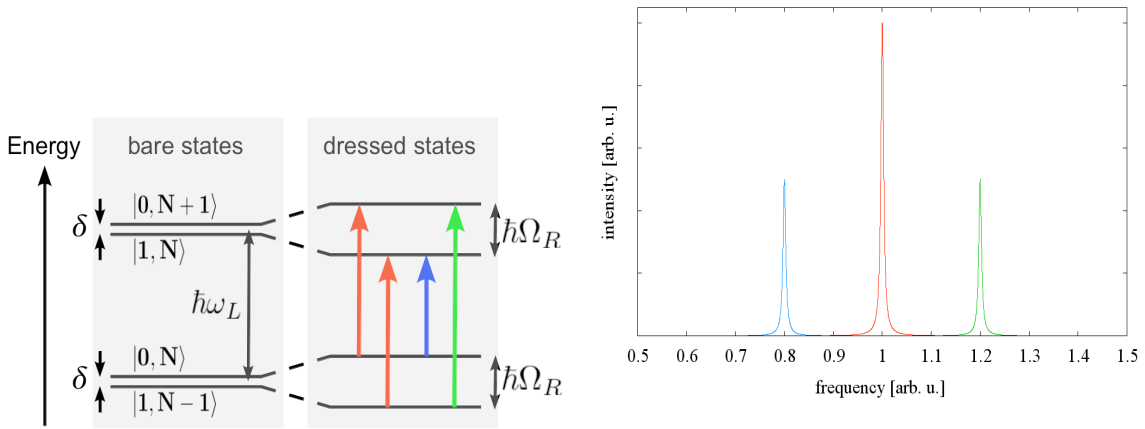 Energy
bare states
dressed states
δ
|0, N + 1⟩
|1, N⟩
ħω_L
ħΩ_R
δ
|0, N⟩
|1, N−1⟩
ħΩ_R
intensity [arb. u.]
0.5 0.6 0.7 0.8 0.9 1 1.1 1.2 1.3 1.4 1.5
frequency [arb. u.]